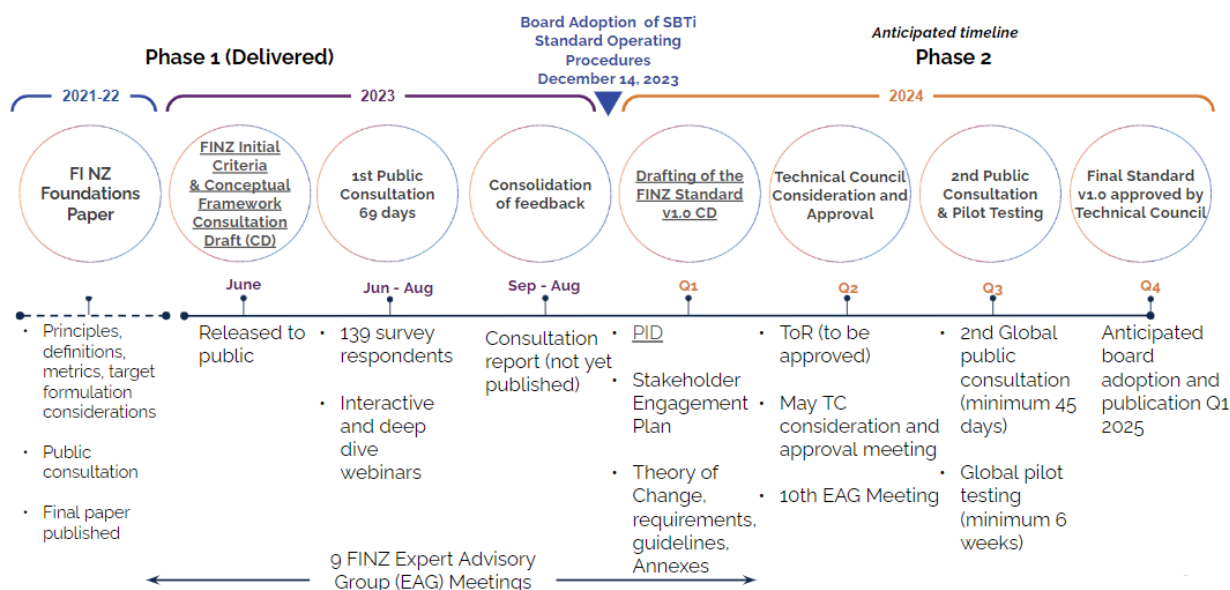 Board Adoption of SBTi
Standard Operating
Procedures
December 14, 2023
Phase 1 (Delivered)
Anticipated timeline
Phase 2
2021-22
2023
2024
FI NZ
Foundations
Paper
FINZ Initial
Criteria
& Conceptual
Framework
Consultation
Draft (CD)
1st Public
Consultation
69 days
Consolidation
of feedback
Drafting of the
FINZ Standard
v1.0 CD
Technical Council
Consideration and
Approval
2nd Public
Consultation
& Pilot Testing
Final Standard
v1.0 approved by
Technical Council
June
Jun - Aug
Sep - Aug
Q1
Q2
Q3
Q4
• Principles,
definitions,
metrics, target
formulation
considerations
• Public
consultation
• Final paper
published
Released to
public
• 139 survey
respondents
• Interactive
and deep
dive
webinars
Consultation
report (not yet
published)
• PID
• Stakeholder
Engagement
Plan
• Theory of
Change,
requirements,
guidelines,
Annexes
• ToR (to be
approved)
• May TC
consideration and
approval meeting
• 10th EAG Meeting
• 2nd Global
public
consultation
(minimum 45
days)
• Global pilot
testing
(minimum 6
weeks)
Anticipated
board
adoption and
publication Q1
2025
9 FINZ Expert Advisory
Group (EAG) Meetings